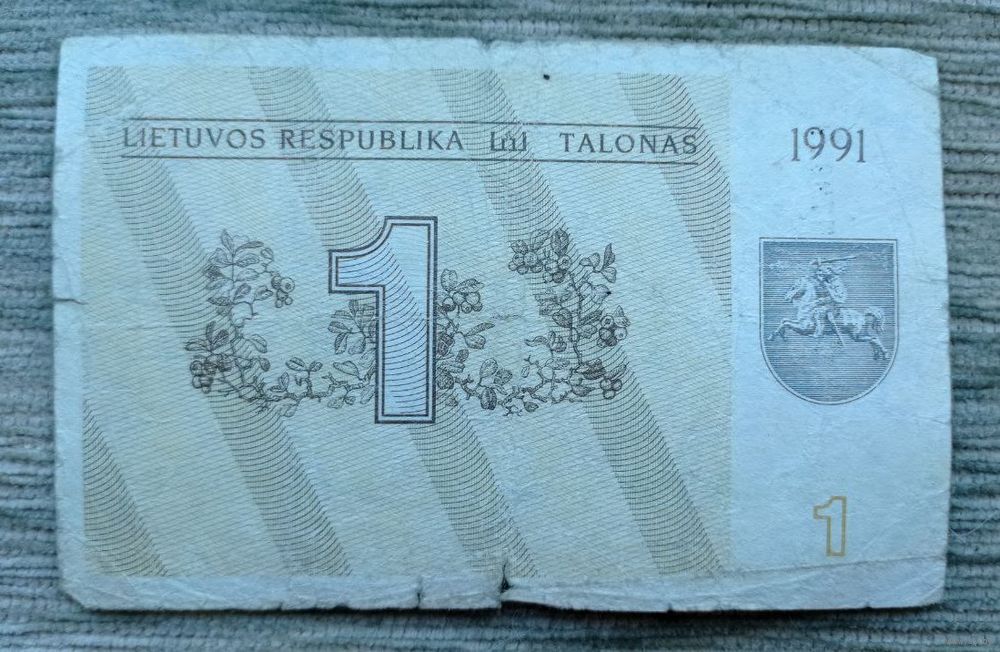 LIETUVOS RESPUBLIKA TALONAS
1991
1
1